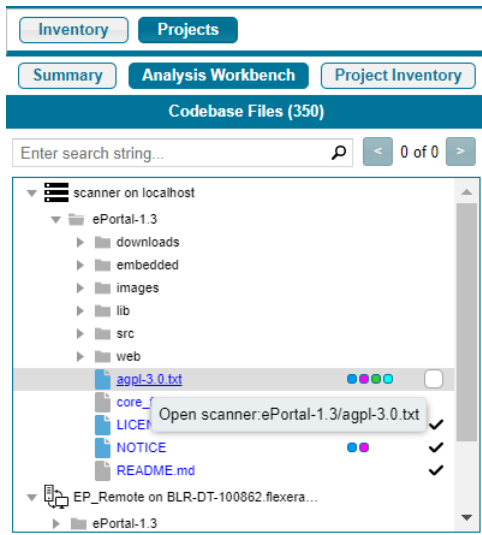 Inventory Projects
Summary Analysis Workbench Project Inventory
Codebase Files (350)
Enter search string... < 0 of 0 >
scanner on localhost
ePortal-1.3
downloads
embedded
images
lib
src
web
agpl-3.0.txt
core_
Open scanner:ePortal-1.3/agpl-3.0.txt
LICEN
NOTICE
README.md
EP_Remote on BLR-DT-100862.flexera...
ePortal-1.3